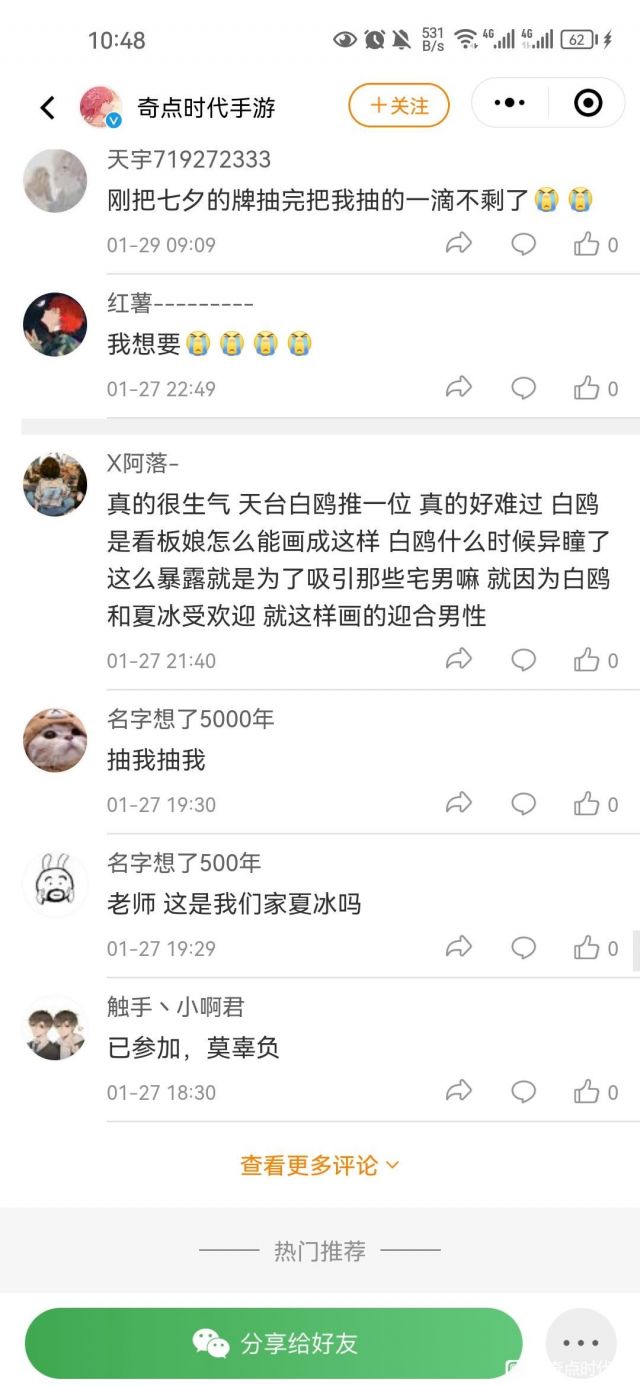 10:48
531 B/s
4G
4G
62
奇点时代手游
+关注
天宇719272333
刚把七夕的牌抽完把我抽的一滴不剩了😭😭
01-29 09:09
0
红薯---------
我想要😭😭😭😭
01-27 22:49
0
X阿落-
真的很生气 天台白鸥推一位 真的好难过 白鸥
是看板娘怎么能画成这样 白鸥什么时候异瞳了
这么暴露就是为了吸引那些宅男嘛 就因为白鸥
和夏冰受欢迎 就这样画的迎合男性
01-27 21:40
0
名字想了5000年
抽我抽我
01-27 19:30
0
名字想了500年
老师 这是我们家夏冰吗
01-27 19:29
0
触手丶小啊君
已参加，莫辜负
01-27 18:30
0
查看更多评论
热门推荐
分享给好友
点时代